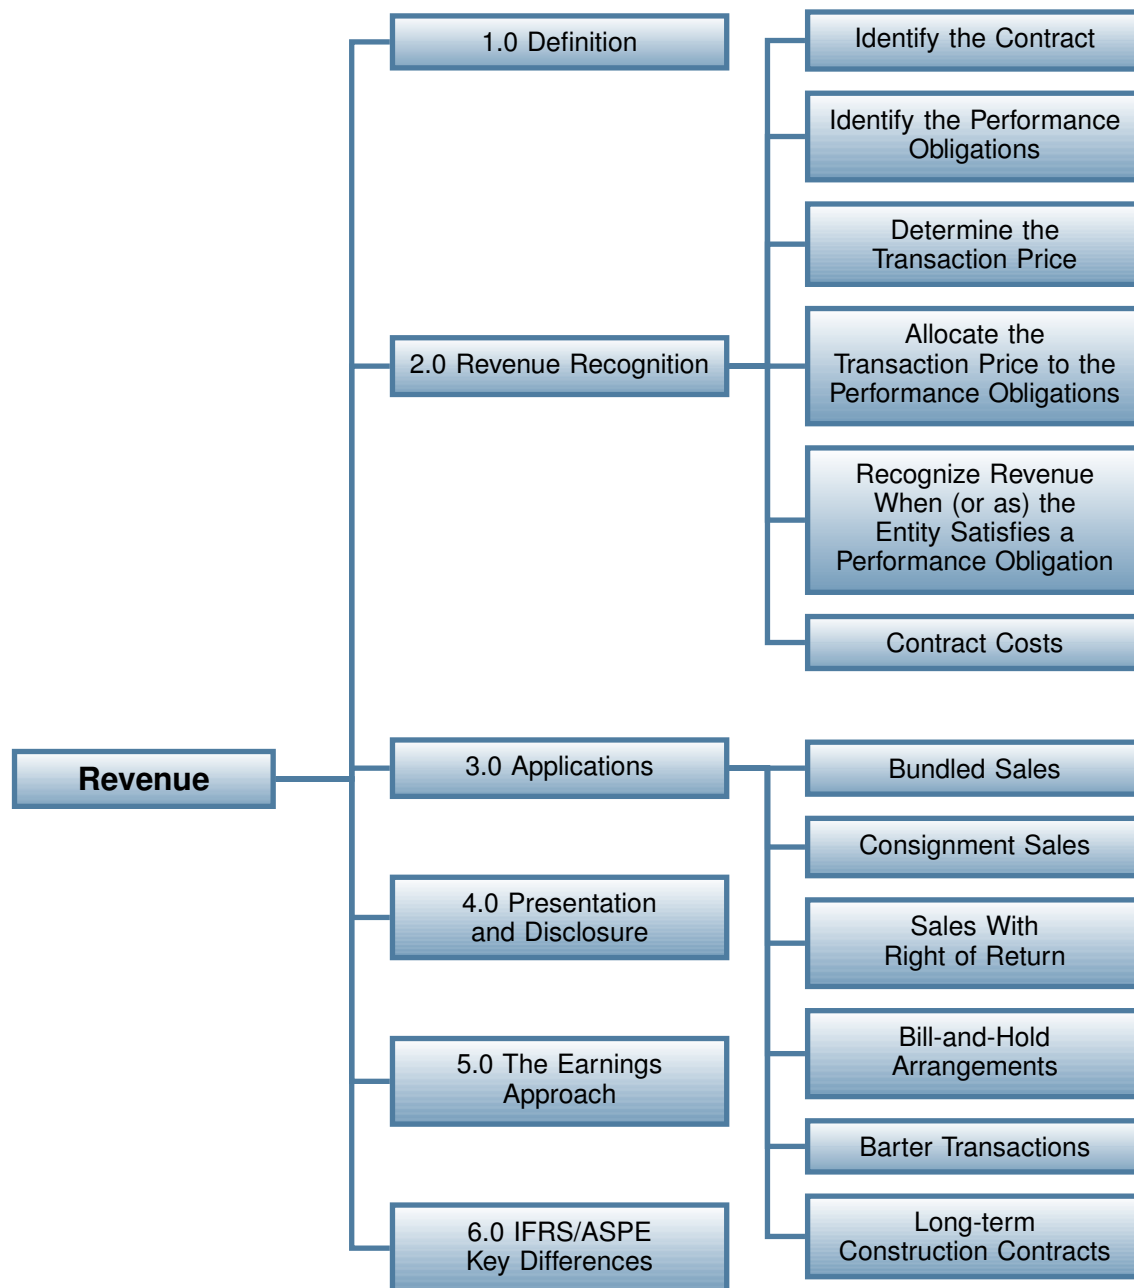 Revenue
1.0 Definition
2.0 Revenue Recognition
Identify the Contract
Identify the Performance
Obligations
Determine the
Transaction Price
Allocate the
Transaction Price to the
Performance Obligations
Recognize Revenue
When (or as) the
Entity Satisfies a
Performance Obligation
Contract Costs
3.0 Applications
Bundled Sales
Consignment Sales
Sales With
Right of Return
Bill-and-Hold
Arrangements
Barter Transactions
Long-term
Construction Contracts
4.0 Presentation
and Disclosure
5.0 The Earnings
Approach
6.0 IFRS/ASPE
Key Differences